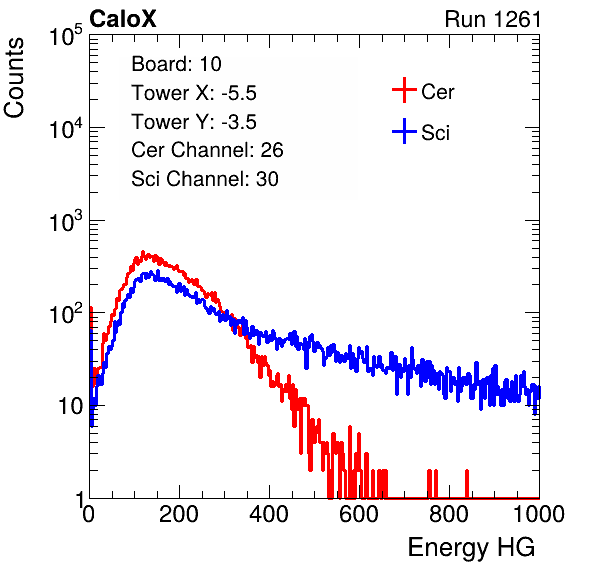 CaloX Run 1261
Counts
Board: 10
Tower X: -5.5
Tower Y: -3.5
Cer Channel: 26
Sci Channel: 30
Cer
Sci
10^5
10^4
10^3
10^2
10
1
0 200 400 600 800 1000
Energy HG